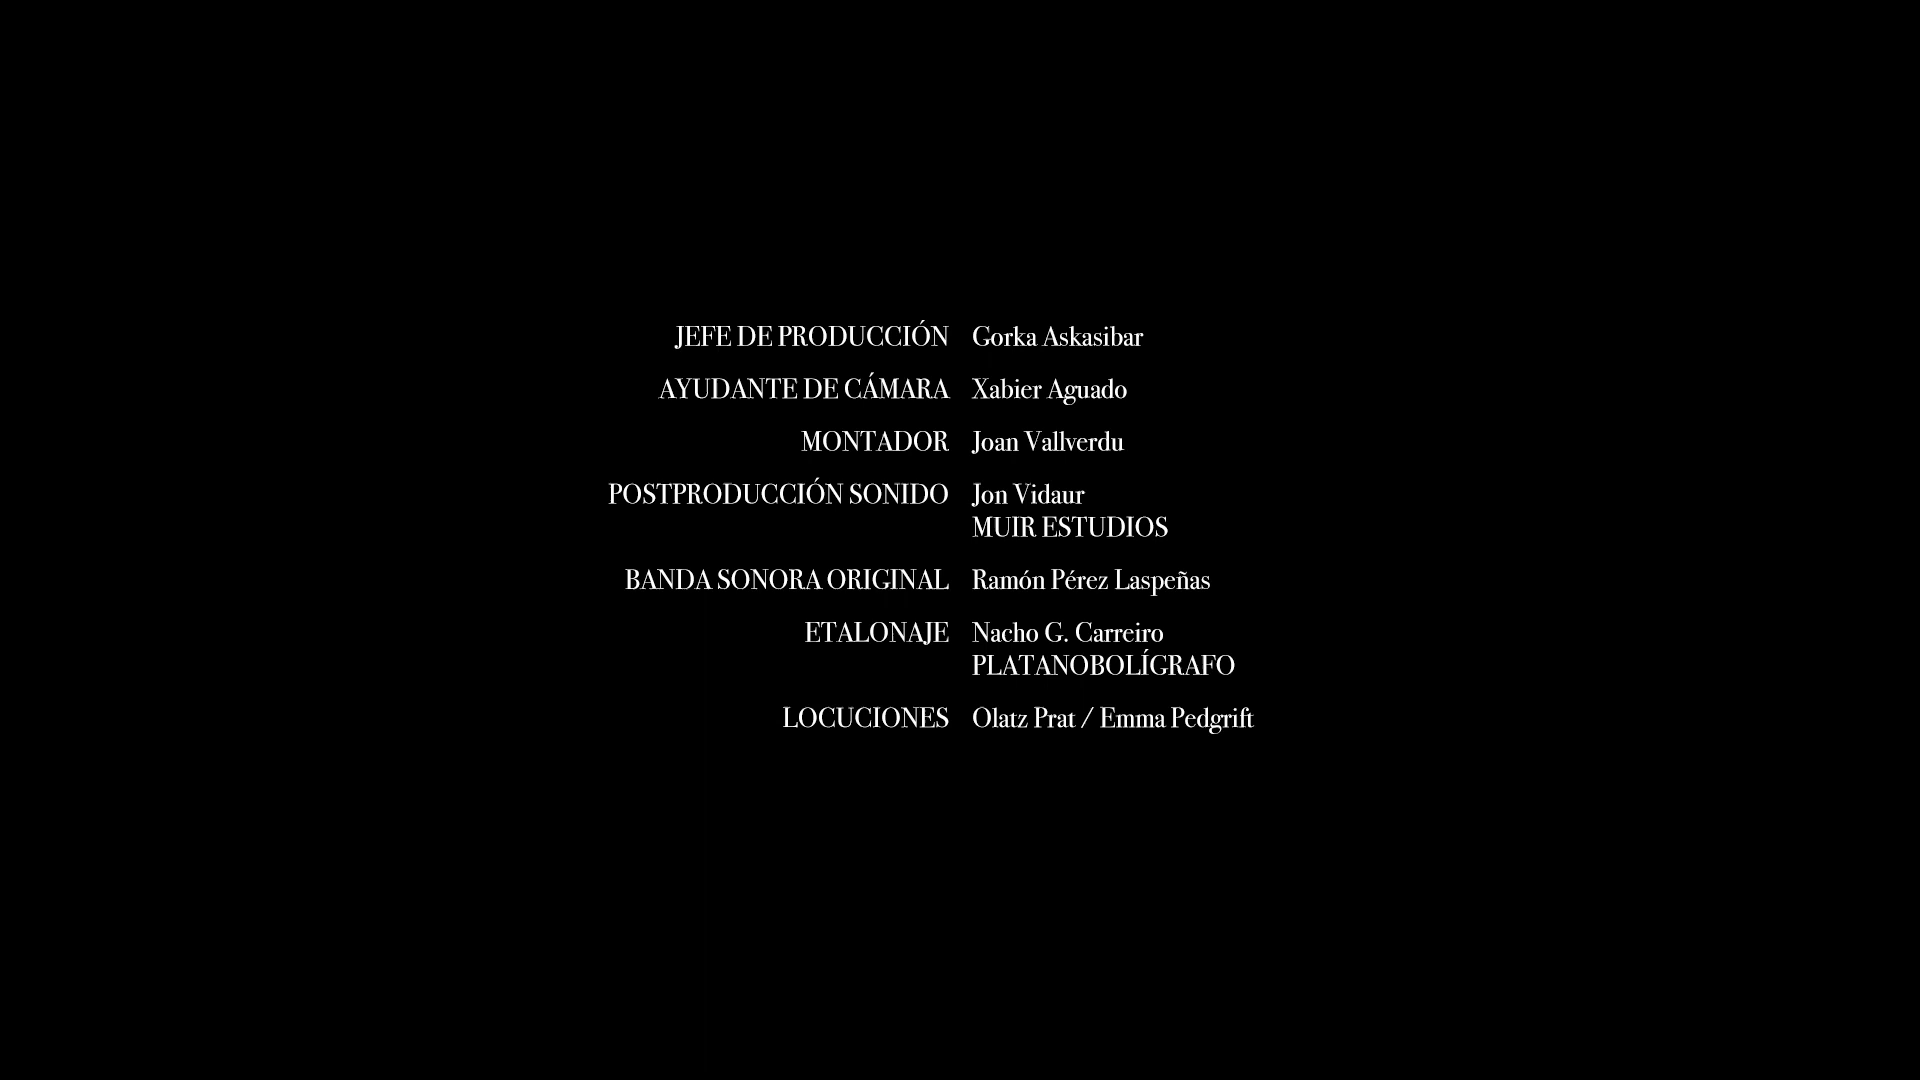 JEFE DE PRODUCCIÓN Gorka Askasibar
AYUDANTE DE CÁMARA Xabier Aguado
MONTADOR Joan Vallverdu
POSTPRODUCCIÓN SONIDO Jon Vidaur
MUIR ESTUDIOS
BANDA SONORA ORIGINAL Ramón Pérez Laspeñas
ETALONAJE Nacho G. Carreiro
PLATANOBOLÍGRAFO
LOCUCIONES Olatz Prat / Emma Pedgrift